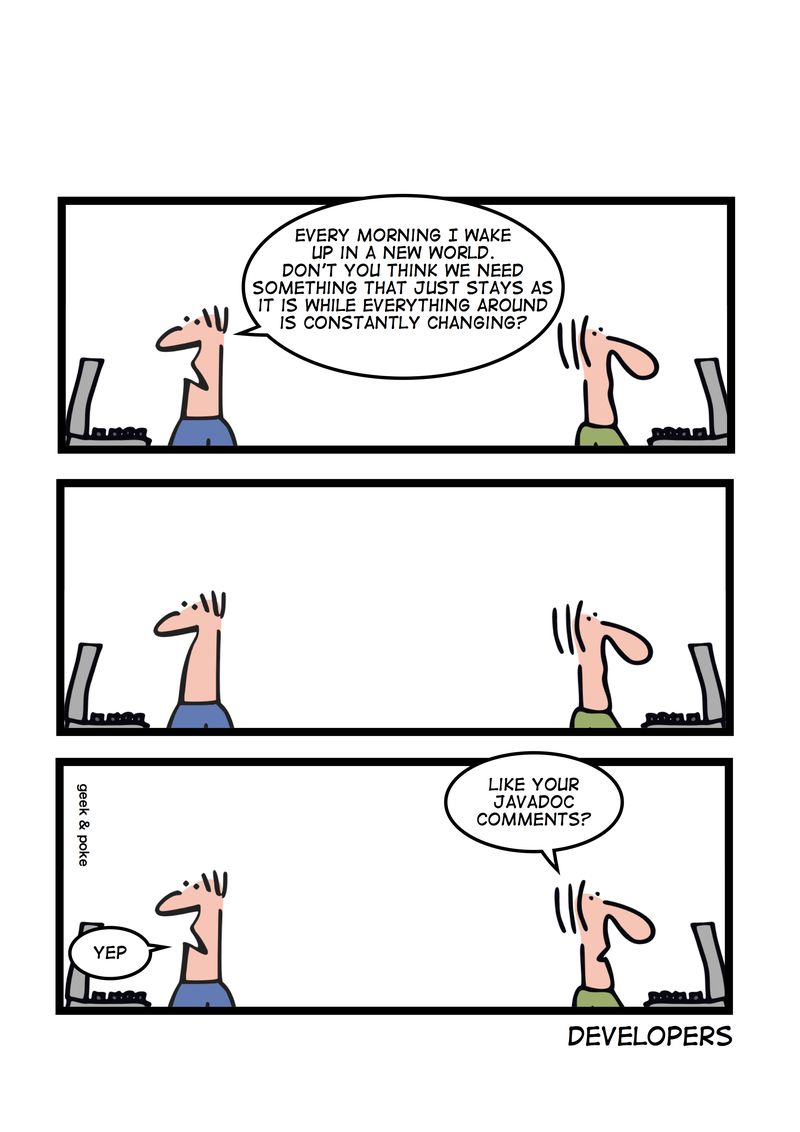 EVERY MORNING I WAKE
UP IN A NEW WORLD.
DON'T YOU THINK WE NEED
SOMETHING THAT JUST STAYS AS
IT IS WHILE EVERYTHING AROUND
IS CONSTANTLY CHANGING?
LIKE YOUR
JAVADOC
COMMENTS?
YEP
geek & poke
DEVELOPERS